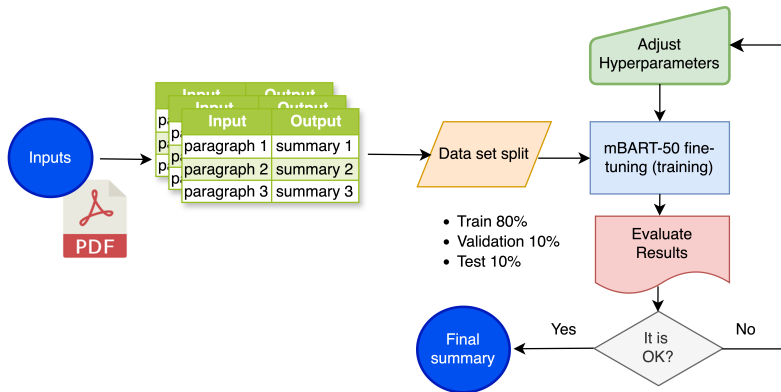 Inputs
PDF
Input Output
Input Output
Input Output
paragraph 1 summary 1
paragraph 2 summary 2
paragraph 3 summary 3
Data set split
Train 80%
Validation 10%
Test 10%
Adjust
Hyperparameters
mBART-50 fine-
tuning (training)
Evaluate
Results
It is
OK?
Yes
No
Final
summary